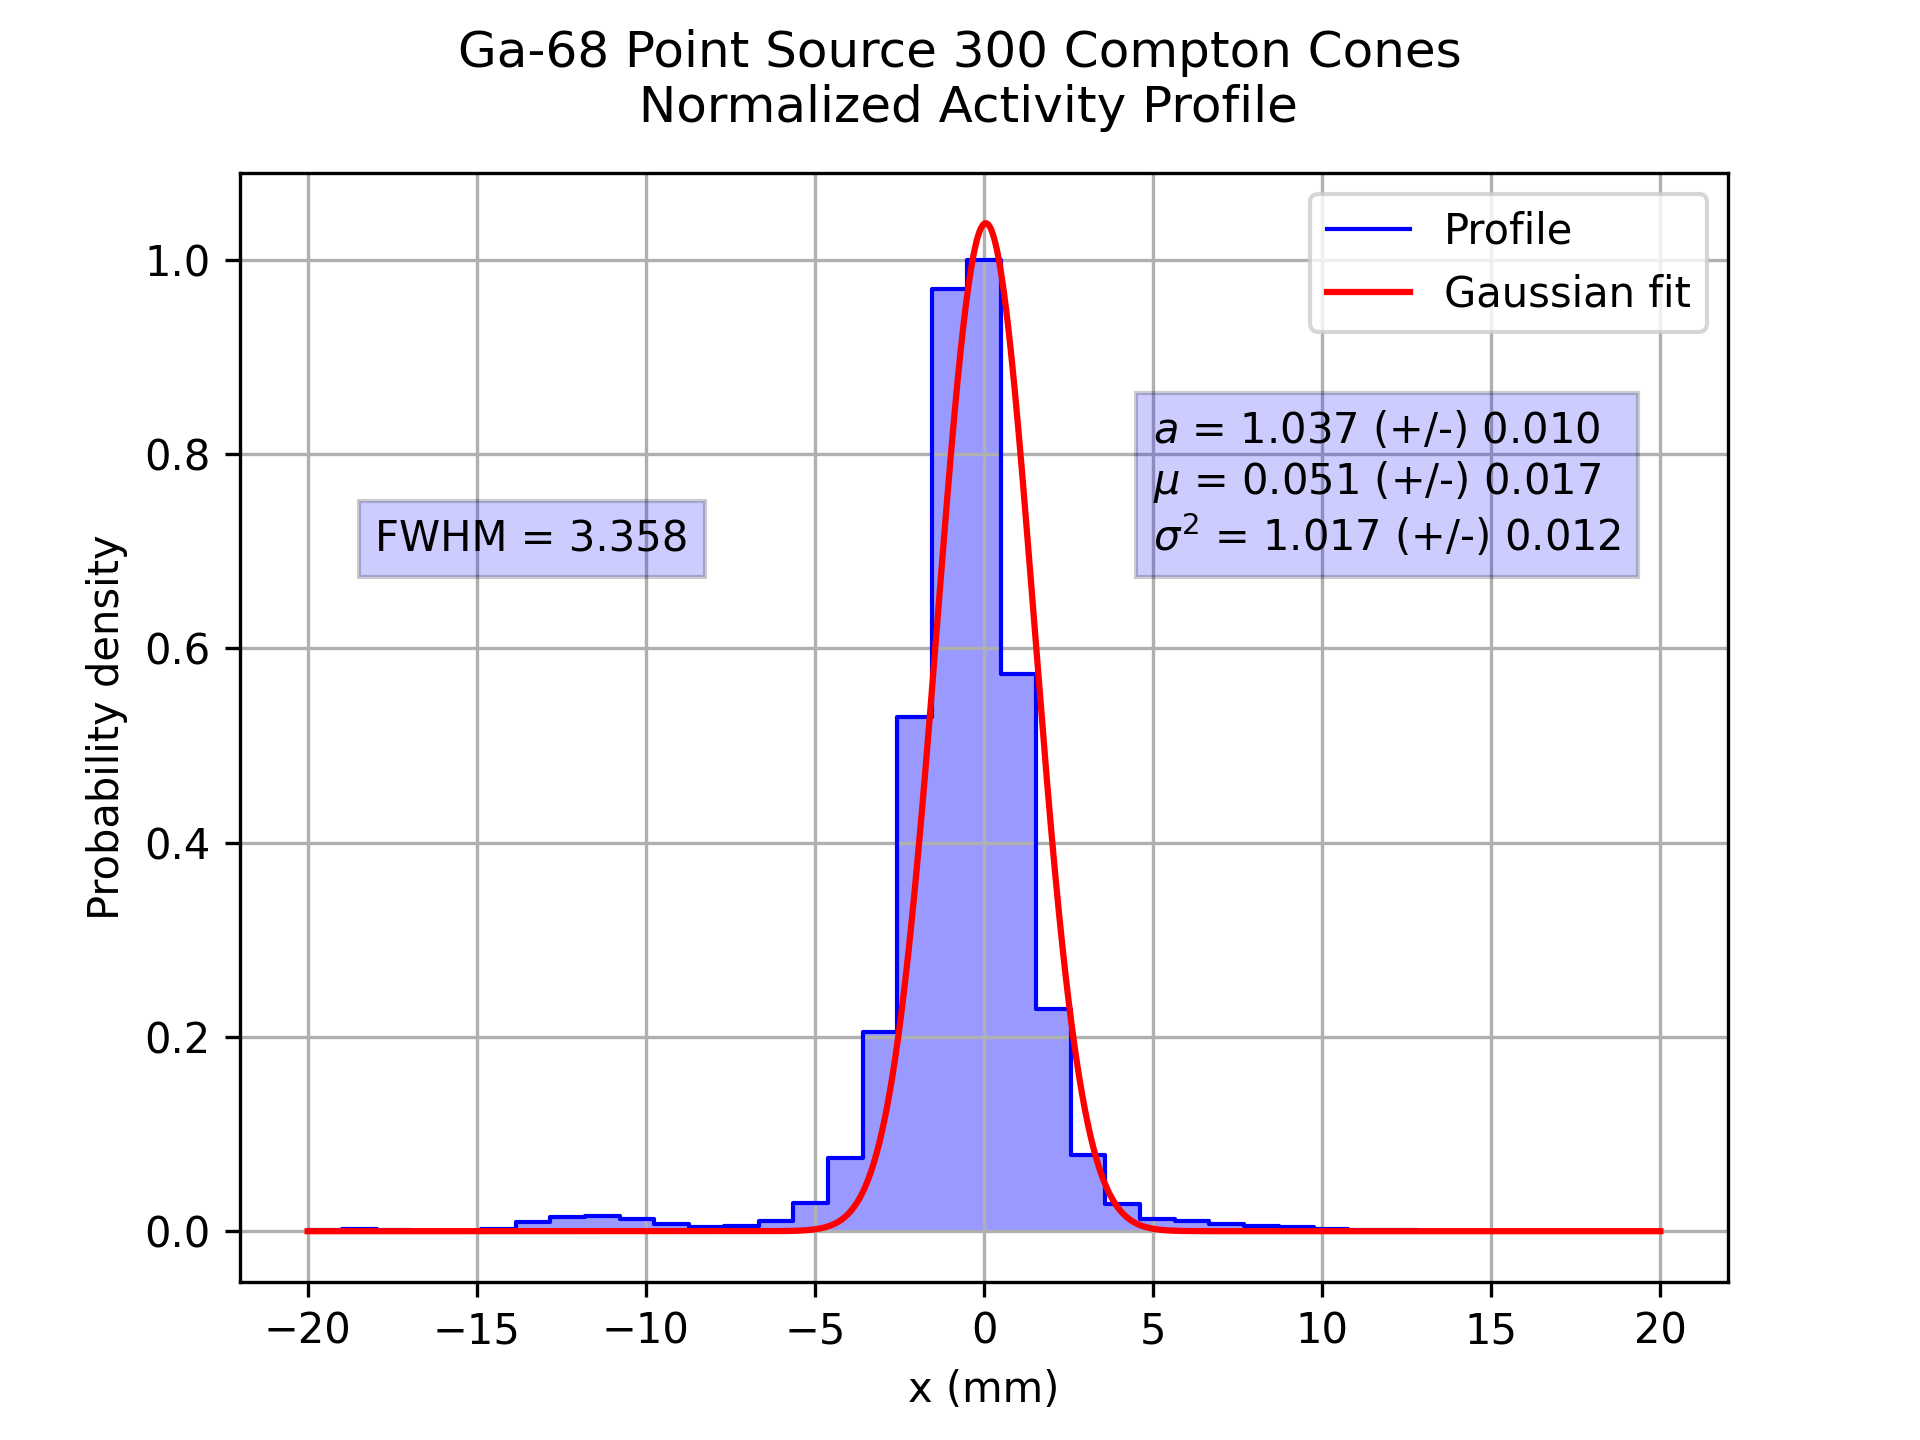 Ga-68 Point Source 300 Compton Cones
Normalized Activity Profile
Profile
Gaussian fit
a = 1.037 (+/-) 0.010
μ = 0.051 (+/-) 0.017
σ² = 1.017 (+/-) 0.012
FWHM = 3.358
Probability density
1.0
0.8
0.6
0.4
0.2
0.0
−20 −15 −10 −5 0 5 10 15 20
x (mm)